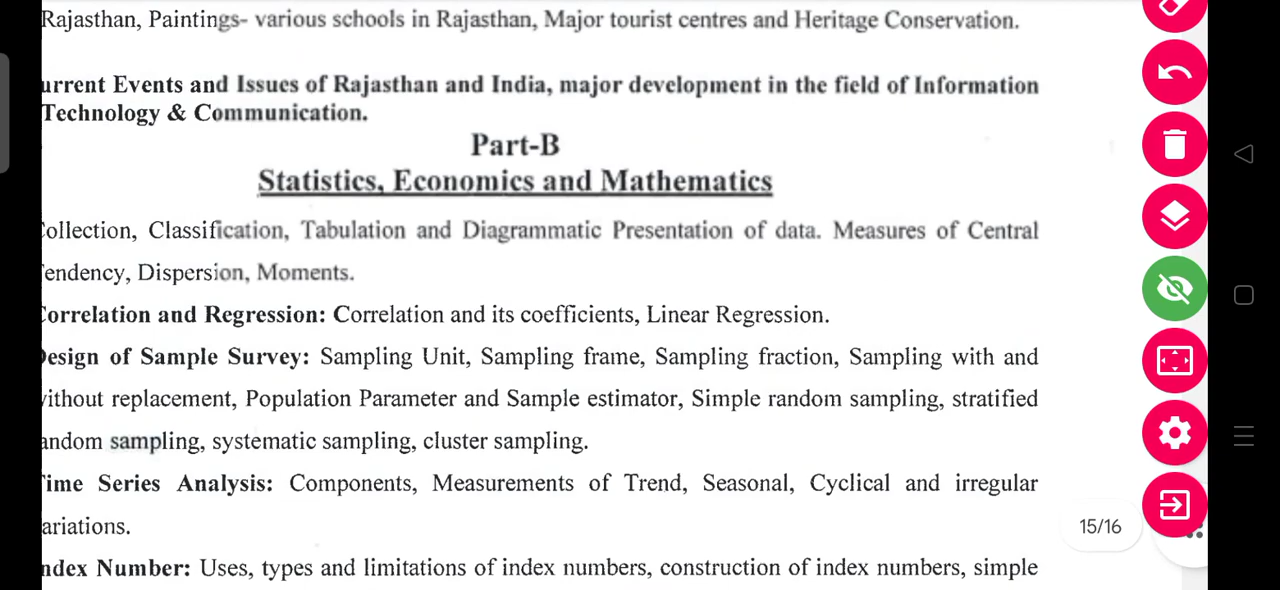 Rajasthan, Paintings- various schools in Rajasthan, Major tourist centres and Heritage Conservation.
urrent Events and Issues of Rajasthan and India, major development in the field of Information
Technology & Communication.
Part-B
Statistics, Economics and Mathematics
ollection, Classification, Tabulation and Diagrammatic Presentation of data. Measures of Central
endency, Dispersion, Moments.
orrelation and Regression: Correlation and its coefficients, Linear Regression.
esign of Sample Survey: Sampling Unit, Sampling frame, Sampling fraction, Sampling with and
ithout replacement, Population Parameter and Sample estimator, Simple random sampling, stratified
andom sampling, systematic sampling, cluster sampling.
ime Series Analysis: Components, Measurements of Trend, Seasonal, Cyclical and irregular
ariations.
ndex Number: Uses, types and limitations of index numbers, construction of index numbers, simple
15/16